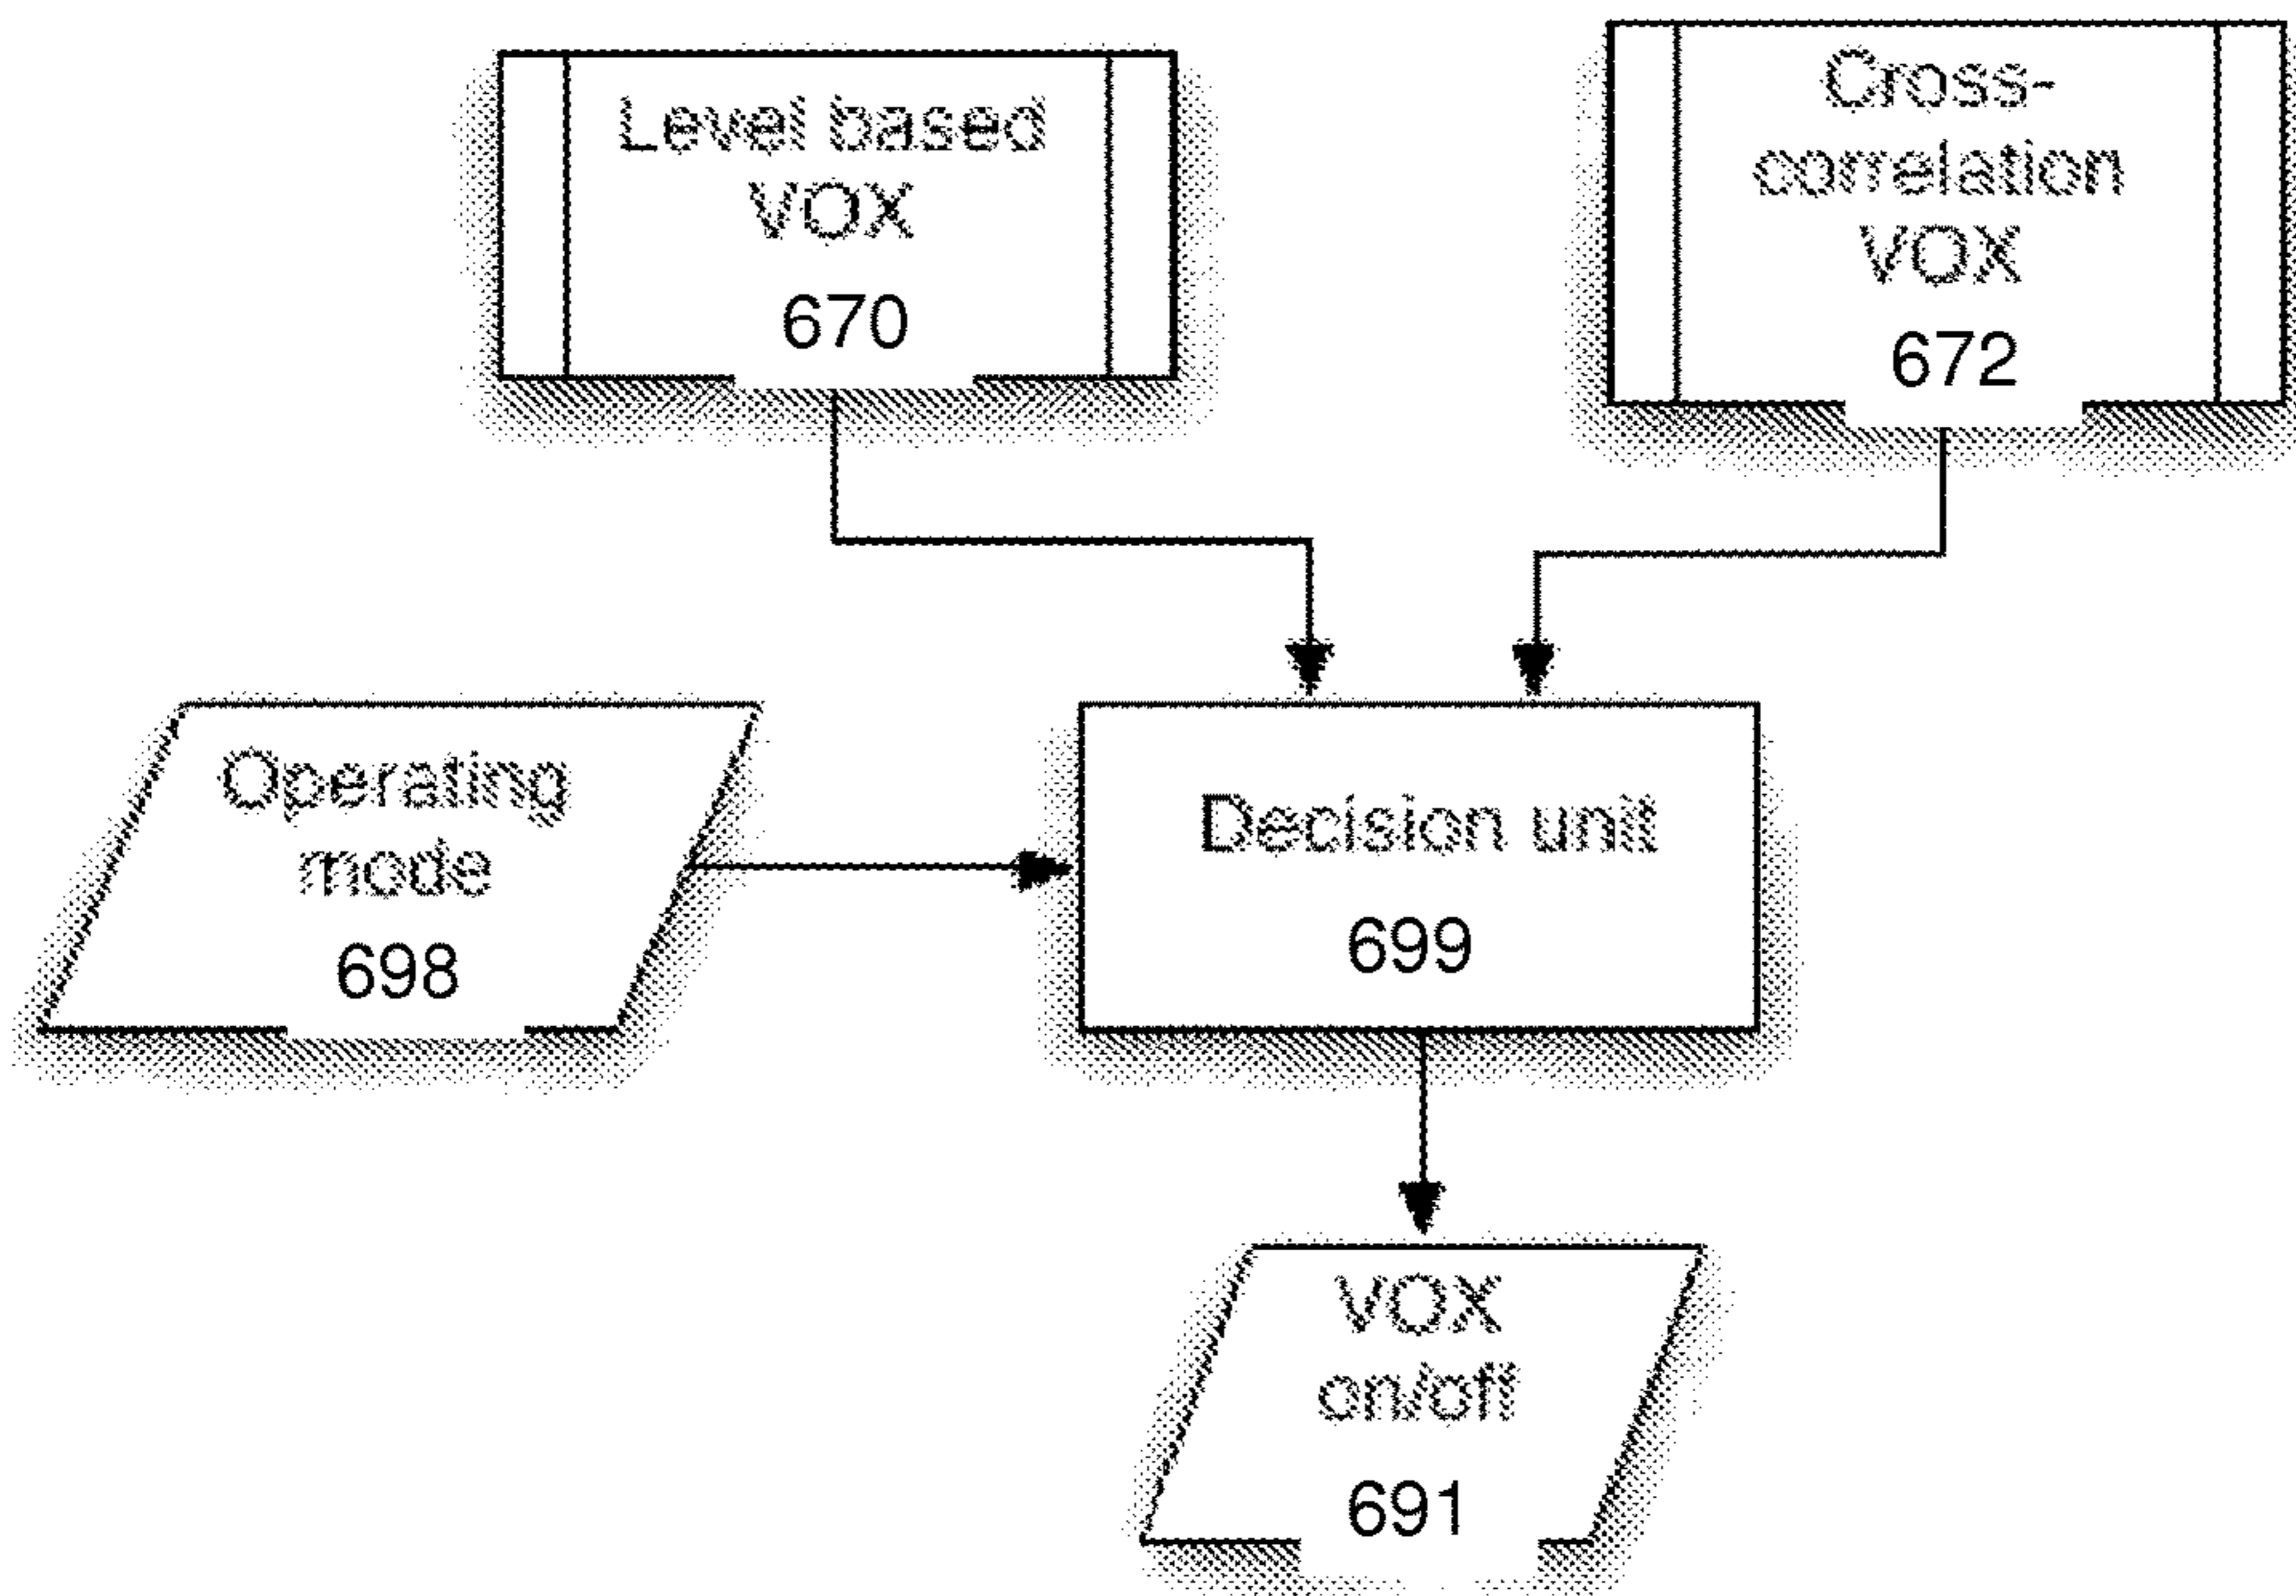 Level based
VOX
670
Cross-
correlation
VOX
672
Operating
mode
698
Decision unit
699
VOX
on/off
691